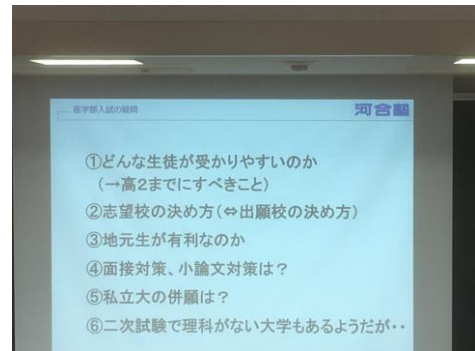 医学部入試の疑問
河合塾
①どんな生徒が受かりやすいのか
(→高2までにすべきこと)
②志望校の決め方(⇔出願校の決め方)
③地元生が有利なのか
④面接対策、小論文対策は?
⑤私立大の併願は?
⑥二次試験で理科がない大学もあるようだが・・